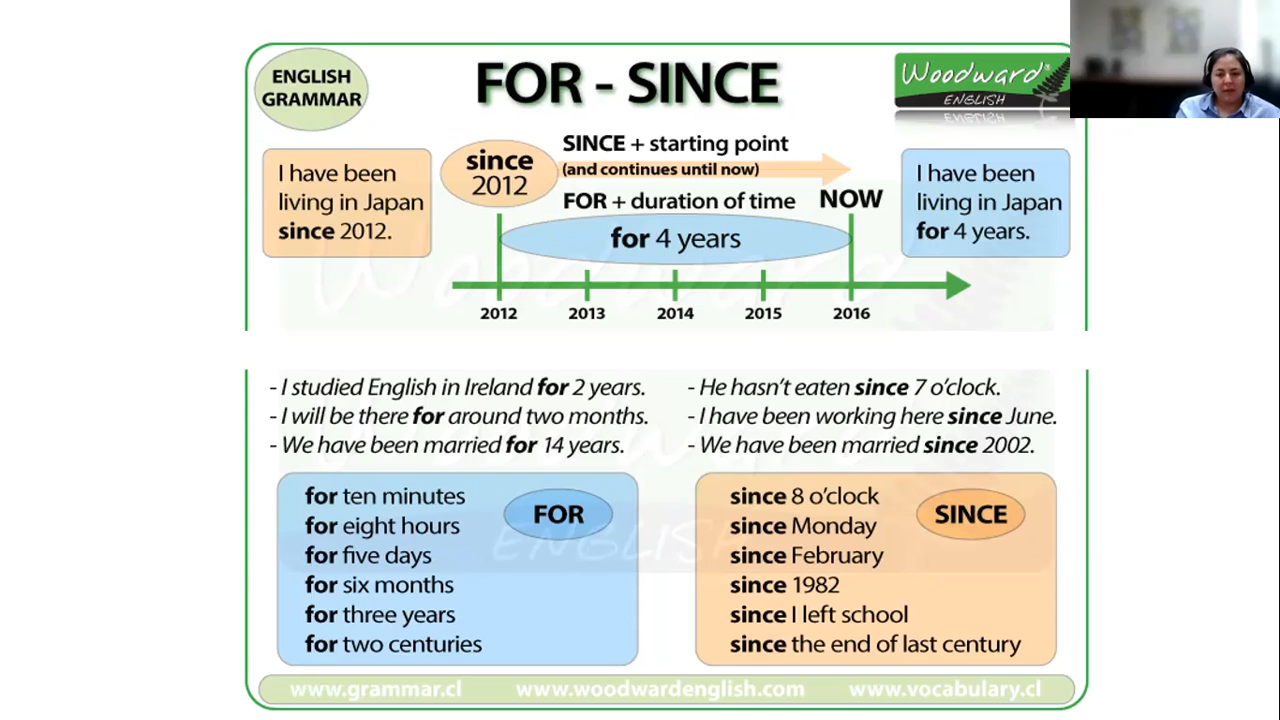 ENGLISH
GRAMMAR
FOR - SINCE
Woodward®
ENGLISH
I have been
living in Japan
since 2012.
since
2012
SINCE + starting point
(and continues until now)
FOR + duration of time
NOW
for 4 years
I have been
living in Japan
for 4 years.
2012 2013 2014 2015 2016
- I studied English in Ireland for 2 years.
- I will be there for around two months.
- We have been married for 14 years.
- He hasn't eaten since 7 o'clock.
- I have been working here since June.
- We have been married since 2002.
for ten minutes
for eight hours
for five days
for six months
for three years
for two centuries
FOR
since 8 o'clock
since Monday
since February
since 1982
since I left school
since the end of last century
SINCE
www.grammar.cl www.woodwardenglish.com www.vocabulary.cl